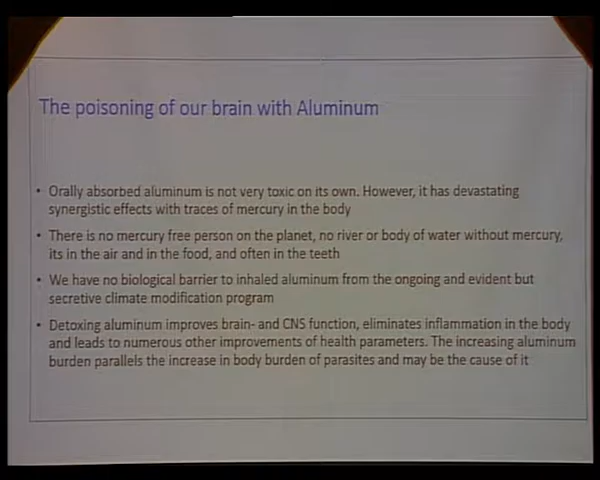 The poisoning of our brain with Aluminum
• Orally absorbed aluminum is not very toxic on its own. However, it has devastating
synergistic effects with traces of mercury in the body
• There is no mercury free person on the planet, no river or body of water without mercury,
its in the air and in the food, and often in the teeth
• We have no biological barrier to inhaled aluminum from the ongoing and evident but
secretive climate modification program
• Detoxing aluminum improves brain- and CNS function, eliminates inflammation in the body
and leads to numerous other improvements of health parameters. The increasing aluminum
burden parallels the increase in body burden of parasites and may be the cause of it